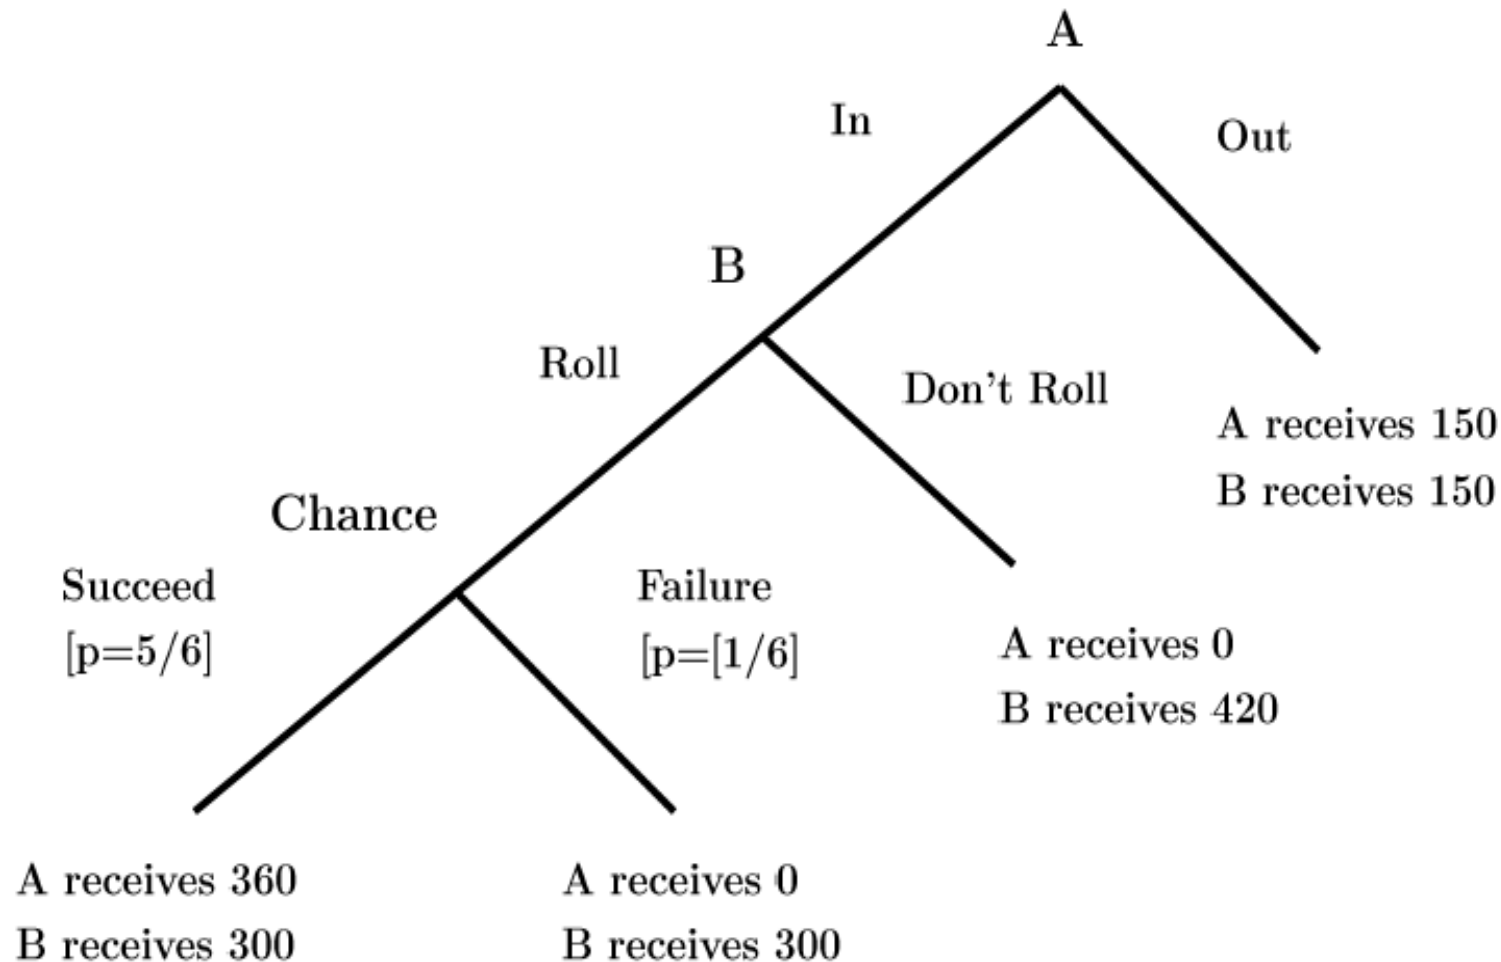 A
In
Out
B
Roll
Don't Roll
A receives 150
B receives 150
Chance
Succeed
[p=5/6]
Failure
[p=[1/6]
A receives 0
B receives 420
A receives 360
B receives 300
A receives 0
B receives 300